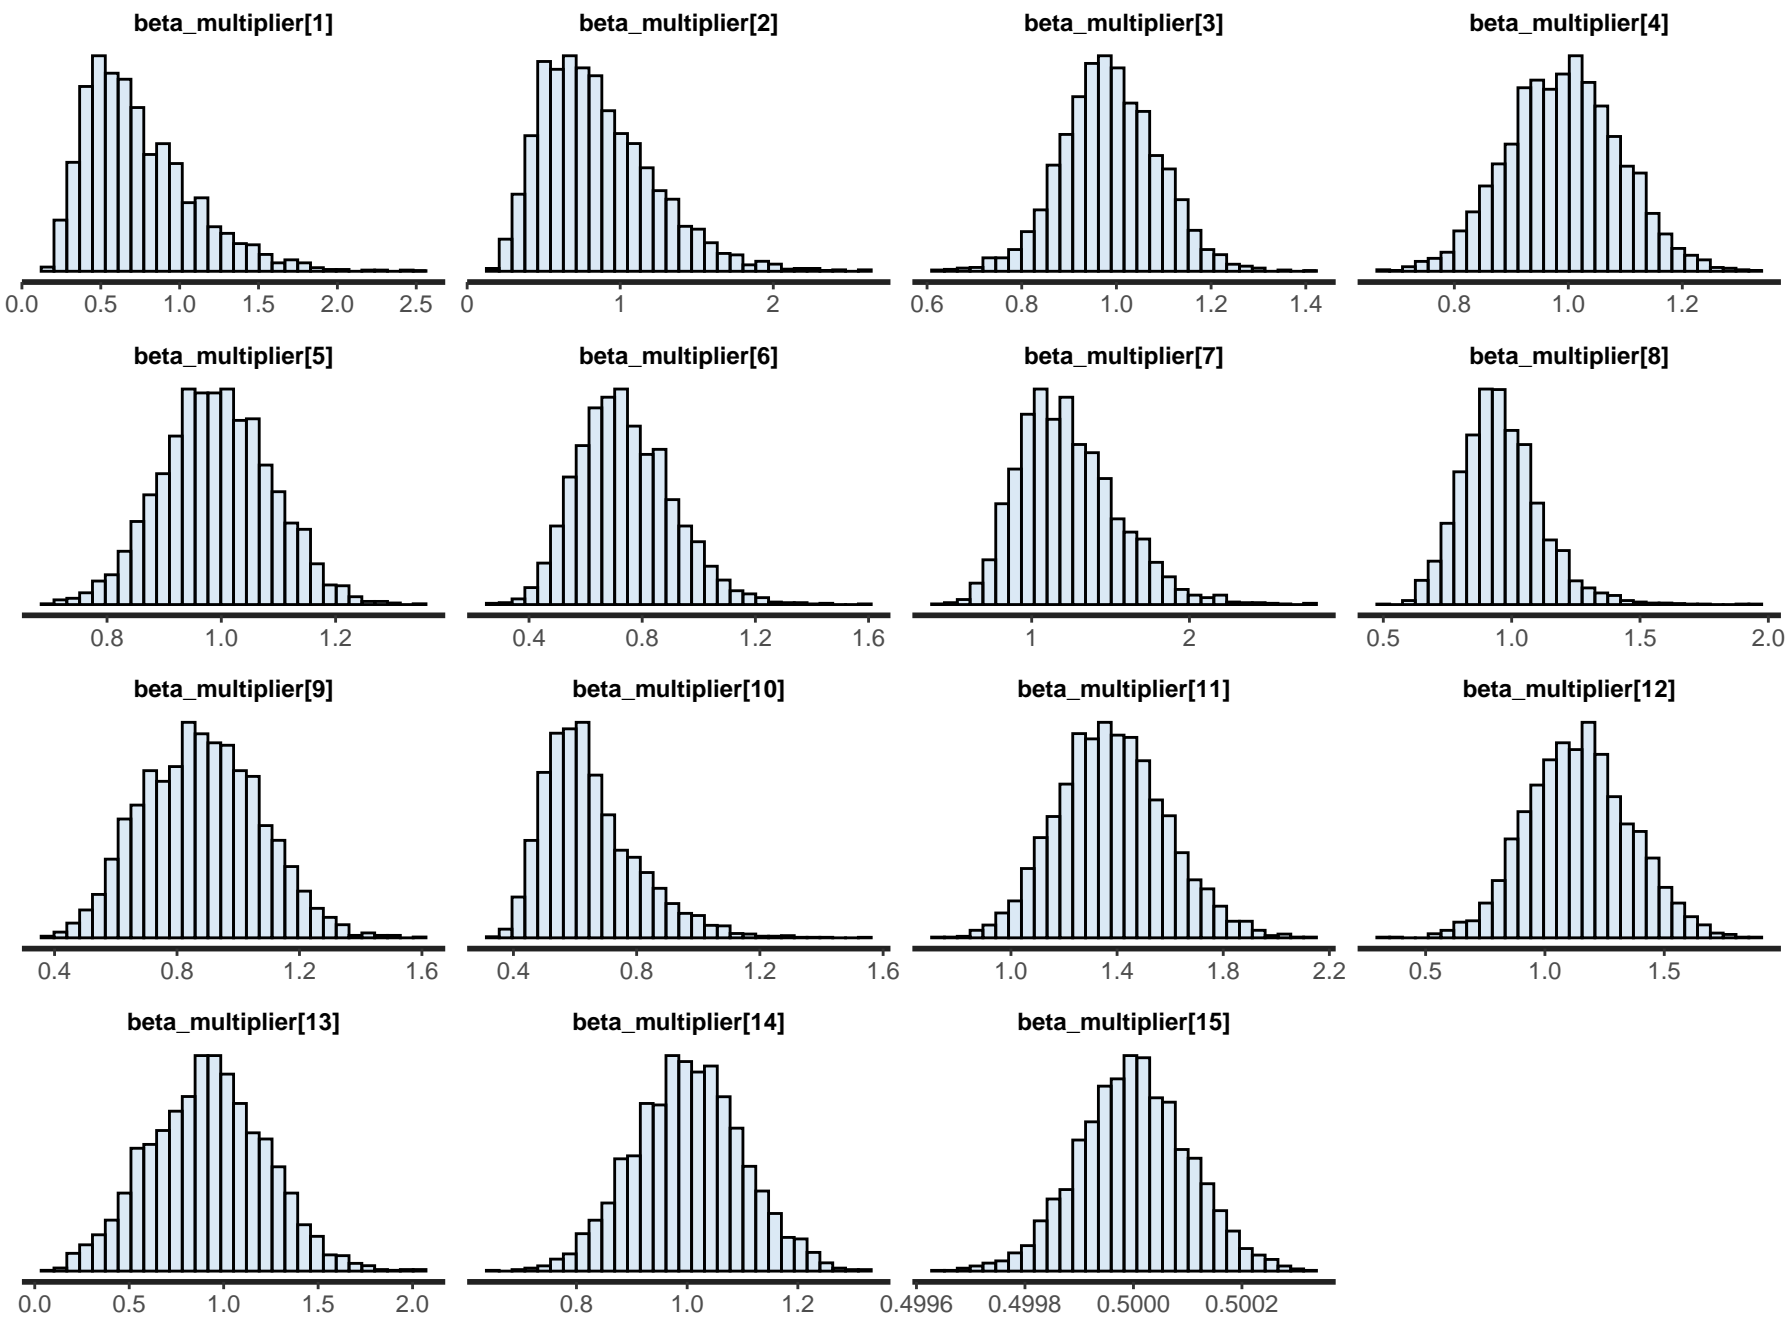 beta_multiplier[1] beta_multiplier[2] beta_multiplier[3] beta_multiplier[4]
0.0 0.5 1.0 1.5 2.0 2.5 0 1 2 0.6 0.8 1.0 1.2 1.4 0.8 1.0 1.2
beta_multiplier[5] beta_multiplier[6] beta_multiplier[7] beta_multiplier[8]
0.8 1.0 1.2 0.4 0.8 1.2 1.6 1 2 0.5 1.0 1.5 2.0
beta_multiplier[9] beta_multiplier[10] beta_multiplier[11] beta_multiplier[12]
0.4 0.8 1.2 1.6 0.4 0.8 1.2 1.6 1.0 1.4 1.8 2.2 0.5 1.0 1.5
beta_multiplier[13] beta_multiplier[14] beta_multiplier[15]
0.0 0.5 1.0 1.5 2.0 0.8 1.0 1.2 0.4996 0.4998 0.5000 0.5002